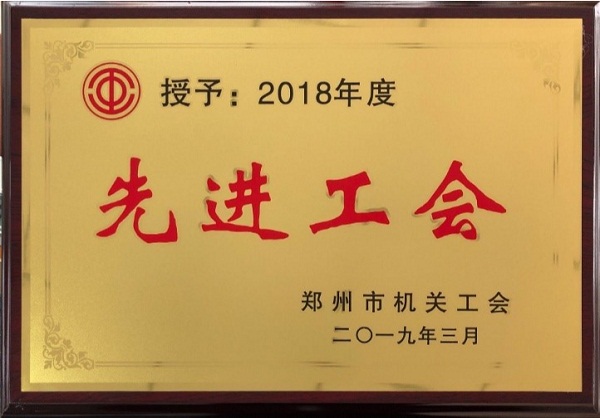 授予：2018年度
先进工会
郑州市机关工会
二〇一九年三月